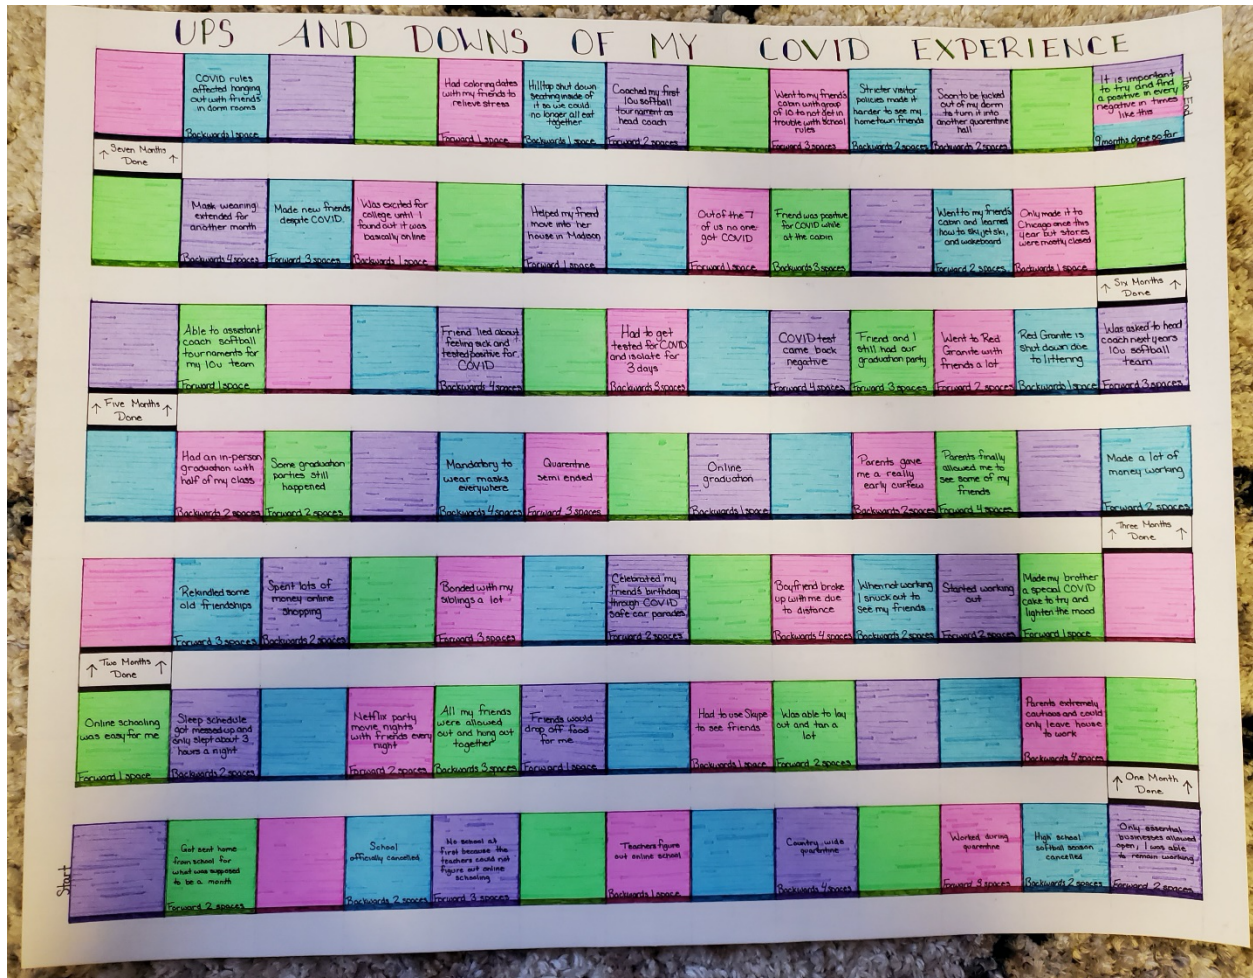 UPS AND DOWNS OF MY COVID EXPERIENCE
COVID rules
affected hanging
out with friends
in dorm rooms
Backwards 1 space
Had coloring dates
with my friends to
relieve stress
Forward 1 space
Hilltop shut down
seating inside of
it so we could
no longer all eat
together
Backwards 1 space
Coached my first
10u softball
tournament as
head coach
Forward 2 spaces
Went to my friend's
cabin with group
of 10 to not get in
trouble with school
rules
Forward 3 spaces
Stricter visitor
policies made it
harder to see my
hometown friends
Backwards 2 spaces
Soon to be kicked
out of my dorm
to turn it into
another quarentine
hall
Backwards 2 spaces
It is important
to try and find
a positive in every
negative in times
like this
9 months done so far
The End
↑ Seven Months ↑
Done
Mask wearing
extended for
another month
Backwards 4 spaces
Made new friends
despite COVID.
Forward 3 spaces
Was excited for
college until I
found out it was
basically online
Backwards 1 space
Helped my friend
move into her
house in Madison
Forward 1 space
Out of the 7
of us no one
got COVID
Forward 1 space
Friend was positive
for COVID while
at the cabin
Backwards 3 spaces
Went to my friend's
cabin and learned
how to ski, jet ski,
and wakeboard
Forward 2 spaces
Only made it to
Chicago once this
year but stores
were mostly closed
Backwards 1 space
↑ Six Months ↑
Done
Able to assistant
coach softball
tournaments for
my 10u team
Forward 1 space
Friend lied about
feeling sick and
tested positive for
COVID
Backwards 4 spaces
Had to get
tested for COVID
and isolate for
3 days
Backwards 3 spaces
COVID test
came back
negative
Forward 4 spaces
Friend and I
still had our
graduation party
Forward 3 spaces
Went to Red
Granite with
friends a lot
Forward 2 spaces
Red Granite is
shut down due
to littering
Backwards 1 space
Was asked to head
coach next years
10u softball
team
Forward 3 spaces
↑ Five Months ↑
Done
Had an in-person
graduation with
half of my class
Backwards 2 spaces
Some graduation
parties still
happened
Forward 2 spaces
Mandatory to
wear masks
everywhere
Backwards 4 spaces
Quarentine
semi ended
Forward 3 spaces
Online
graduation
Backwards 1 space
Parents gave
me a really
early curfew
Backwards 2 spaces
Parents finally
allowed me to
see some of my
friends
Forward 4 spaces
Made a lot of
money working
Forward 2 spaces
↑ Three Months ↑
Done
Rekindled some
old friendships
Forward 3 spaces
Spent lots of
money online
shopping
Backwards 2 spaces
Bonded with my
siblings a lot
Forward 3 spaces
Celebrated my
friend's birthday
through COVID
safe car parades
Forward 2 spaces
Boyfriend broke
up with me due
to distance
Backwards 4 spaces
When not working
I snuck out to
see my friends
Backwards 2 spaces
Started working
out
Forward 2 spaces
Made my brother
a special COVID
cake to try and
lighten the mood
Forward 1 space
↑ Two Months ↑
Done
Online schooling
was easy for me
Forward 1 space
Sleep schedule
got messed up and
only slept about 3
hours a night
Backwards 2 spaces
Netflix party
movie nights
with friends every
night
Forward 2 spaces
All my friends
were allowed
out and hang out
together
Backwards 3 spaces
Friends would
drop off food
for me
Forward 1 space
Had to use Skype
to see friends
Backwards 1 space
Was able to lay
out and tan a
lot
Forward 2 spaces
Parents extremely
cautious and could
only leave house
to work
Backwards 4 spaces
↑ One Month ↑
Done
Start
Got sent home
from school for
what was supposed
to be a month
Forward 2 spaces
School
officially cancelled
Backwards 2 spaces
No school at
first because the
teachers could not
figure out online
schooling
Forward 3 spaces
Teachers figure
out online school
Backwards 1 space
Country wide
quarentine
Backwards 4 spaces
Worked during
quarentine
Forward 3 spaces
High school
softball season
cancelled
Backwards 2 spaces
Only essential
businesses allowed
open, I was able
to remain working
Forward 2 spaces